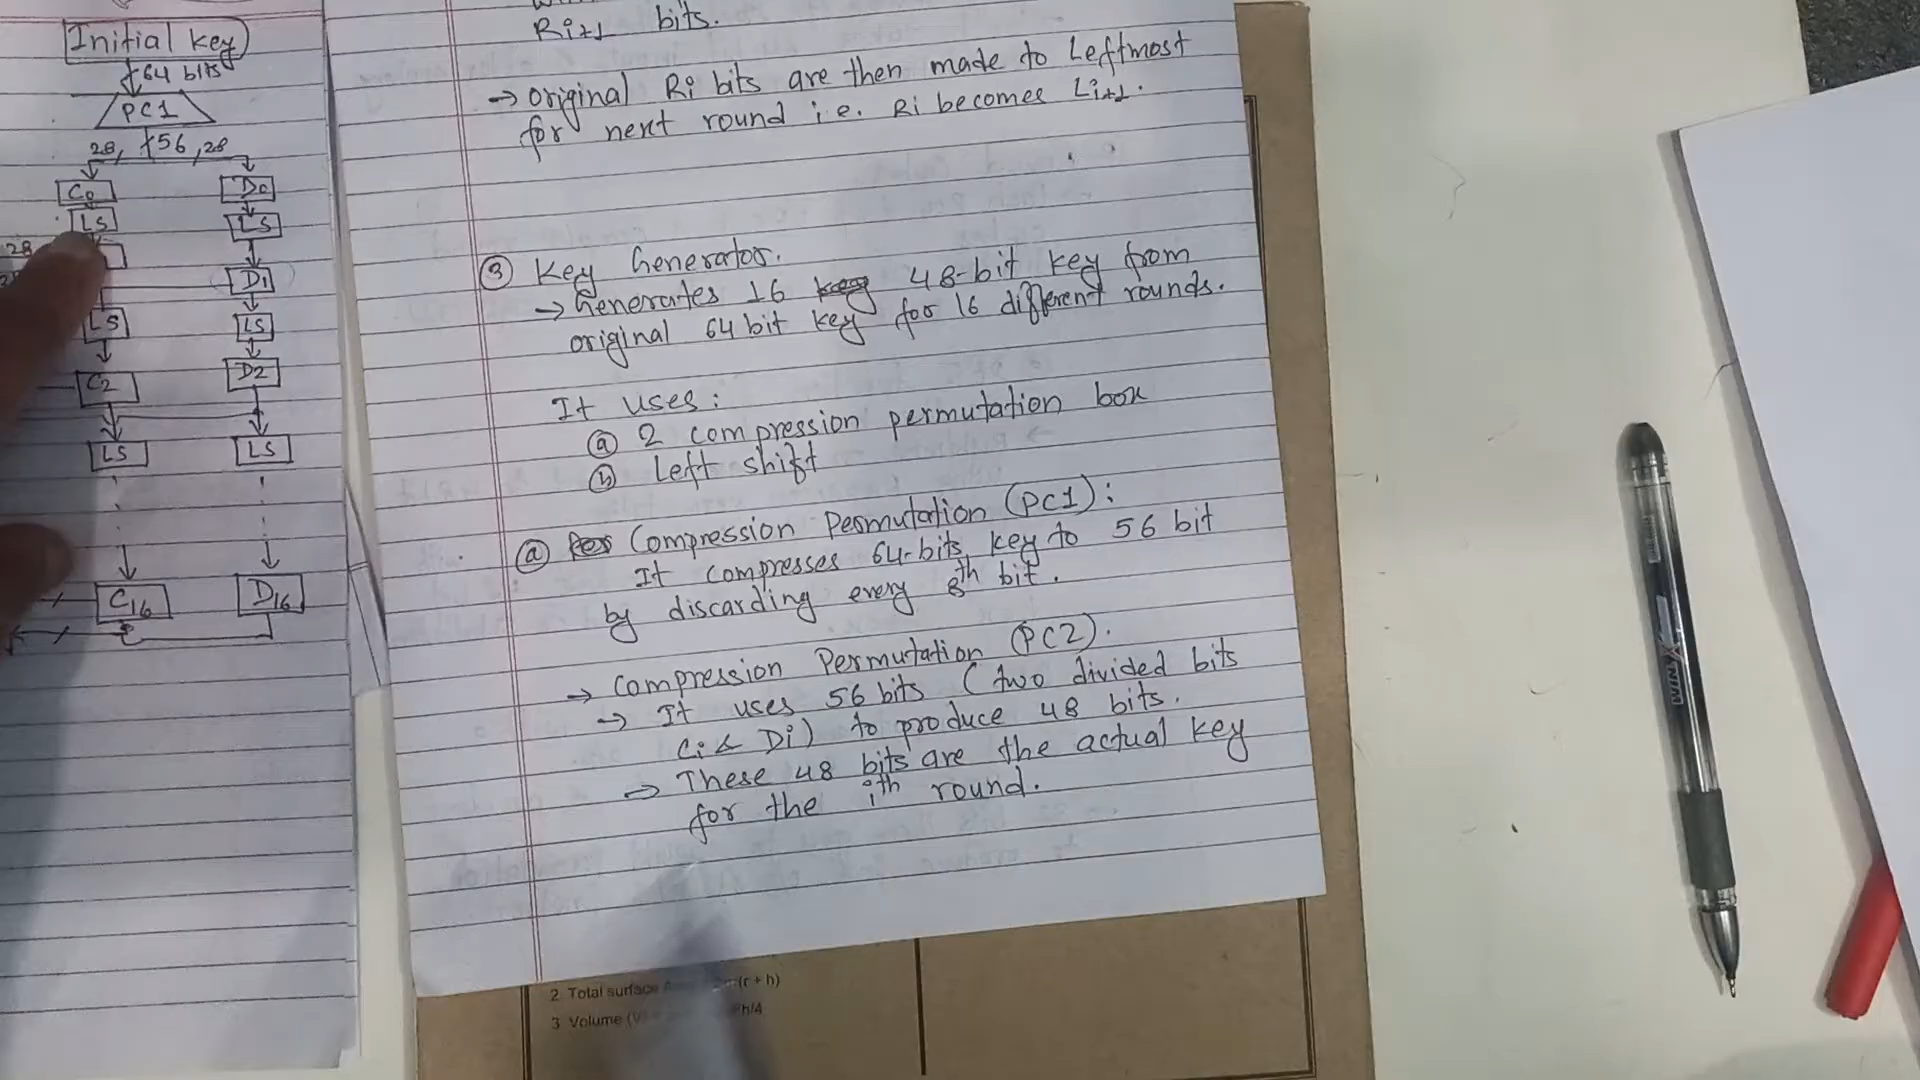 Initial key
64 bits
PC1
28, 56, 28
C0 D0
LS LS
28
D1
LS LS
C2 D2
LS LS
C16 D16
Ri+1 bits.
→ original Ri bits are then made to Leftmost
for next round i.e. Ri becomes Li+1.
③ Key Generator.
→ Generates 16 48-bit key from
original 64 bit key for 16 different rounds.
It uses:
ⓐ 2 compression permutation box
ⓑ Left shift
ⓐ Compression Permutation (PC1):
It compresses 64-bits key to 56 bit
by discarding every 8th bit.
→ Compression Permutation (PC2).
→ It uses 56 bits (two divided bits
Ci & Di) to produce 48 bits.
→ These 48 bits are the actual key
for the ith round.
2 Total surface (r + h)
3 Volume h/4